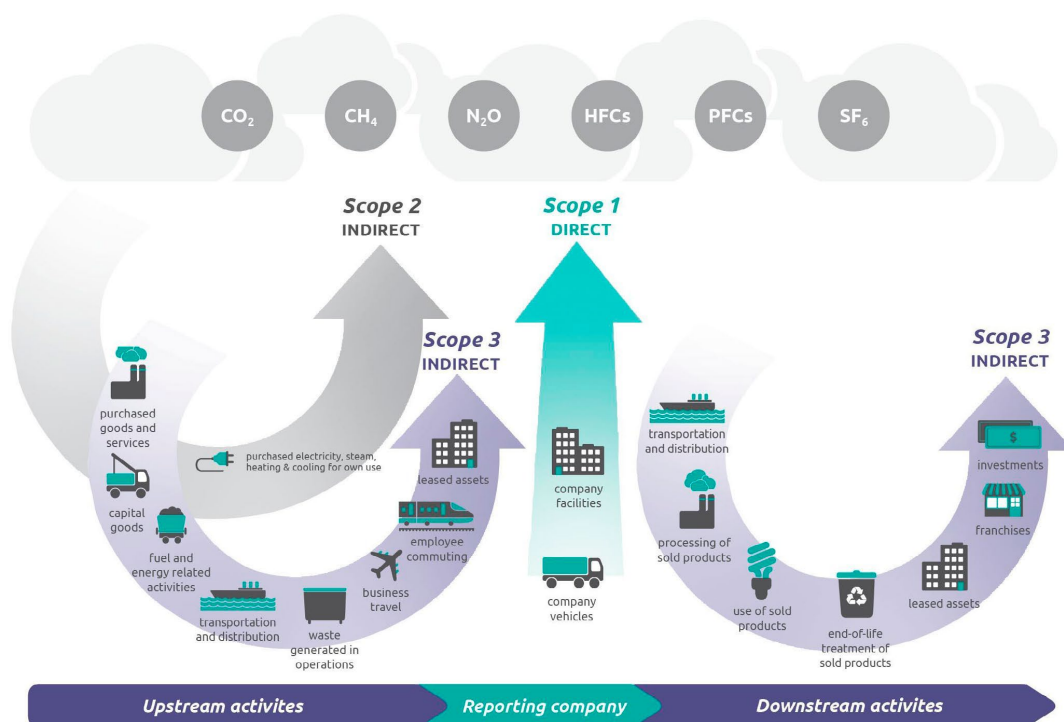 CO₂
CH₄
N₂O
HFCs
PFCs
SF₆
Scope 2
INDIRECT
Scope 1
DIRECT
Scope 3
INDIRECT
Scope 3
INDIRECT
purchased
goods and
services
capital
goods
fuel and
energy related
activities
purchased electricity, steam,
heating & cooling for own use
transportation
and distribution
waste
generated in
operations
business
travel
employee
commuting
leased assets
company
facilities
company
vehicles
transportation
and distribution
processing of
sold products
use of sold
products
end-of-life
treatment of
sold products
leased assets
franchises
$
investments
Upstream activites
Reporting company
Downstream activites